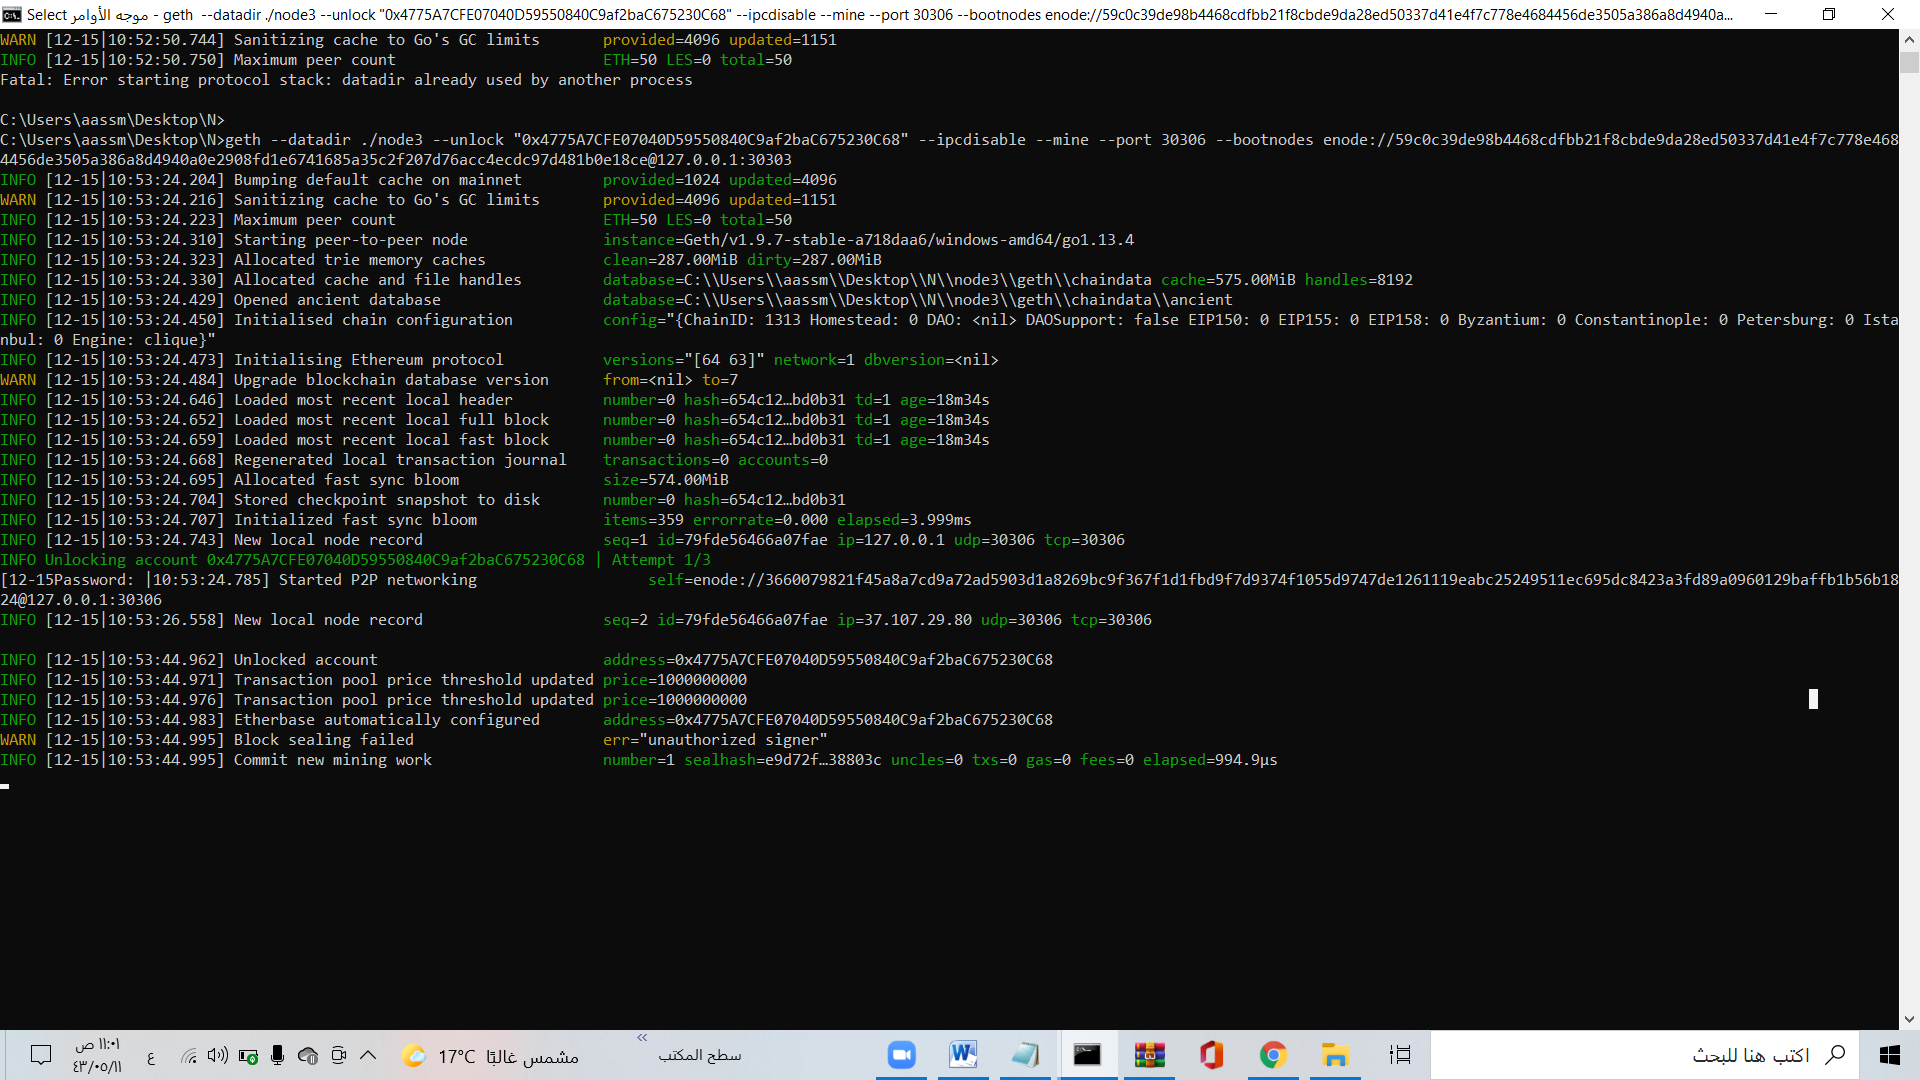 Select موجه الأوامر - geth --datadir ./node3 --unlock "0x4775A7CFE07040D59550840C9af2baC675230C68" --ipcdisable --mine --port 30306 --bootnodes enode://59c0c39de98b4468cdfbb21f8cbde9da28ed50337d41e4f7c778e4684456de3505a386a8d4940a...
WARN [12-15|10:52:50.744] Sanitizing cache to Go's GC limits provided=4096 updated=1151
INFO [12-15|10:52:50.750] Maximum peer count ETH=50 LES=0 total=50
Fatal: Error starting protocol stack: datadir already used by another process
C:\Users\aassm\Desktop\N>
C:\Users\aassm\Desktop\N>geth --datadir ./node3 --unlock "0x4775A7CFE07040D59550840C9af2baC675230C68" --ipcdisable --mine --port 30306 --bootnodes enode://59c0c39de98b4468cdfbb21f8cbde9da28ed50337d41e4f7c778e468
4456de3505a386a8d4940a0e2908fd1e6741685a35c2f207d76acc4ecdc97d481b0e18ce@127.0.0.1:30303
INFO [12-15|10:53:24.204] Bumping default cache on mainnet provided=1024 updated=4096
WARN [12-15|10:53:24.216] Sanitizing cache to Go's GC limits provided=4096 updated=1151
INFO [12-15|10:53:24.223] Maximum peer count ETH=50 LES=0 total=50
INFO [12-15|10:53:24.310] Starting peer-to-peer node instance=Geth/v1.9.7-stable-a718daa6/windows-amd64/go1.13.4
INFO [12-15|10:53:24.323] Allocated trie memory caches clean=287.00MiB dirty=287.00MiB
INFO [12-15|10:53:24.330] Allocated cache and file handles database=C:\\Users\\aassm\\Desktop\\N\\node3\\geth\\chaindata cache=575.00MiB handles=8192
INFO [12-15|10:53:24.429] Opened ancient database database=C:\\Users\\aassm\\Desktop\\N\\node3\\geth\\chaindata\\ancient
INFO [12-15|10:53:24.450] Initialised chain configuration config="{ChainID: 1313 Homestead: 0 DAO: <nil> DAOSupport: false EIP150: 0 EIP155: 0 EIP158: 0 Byzantium: 0 Constantinople: 0 Petersburg: 0 Ista
nbul: 0 Engine: clique}"
INFO [12-15|10:53:24.473] Initialising Ethereum protocol versions="[64 63]" network=1 dbversion=<nil>
WARN [12-15|10:53:24.484] Upgrade blockchain database version from=<nil> to=7
INFO [12-15|10:53:24.646] Loaded most recent local header number=0 hash=654c12…bd0b31 td=1 age=18m34s
INFO [12-15|10:53:24.652] Loaded most recent local full block number=0 hash=654c12…bd0b31 td=1 age=18m34s
INFO [12-15|10:53:24.659] Loaded most recent local fast block number=0 hash=654c12…bd0b31 td=1 age=18m34s
INFO [12-15|10:53:24.668] Regenerated local transaction journal transactions=0 accounts=0
INFO [12-15|10:53:24.695] Allocated fast sync bloom size=574.00MiB
INFO [12-15|10:53:24.704] Stored checkpoint snapshot to disk number=0 hash=654c12…bd0b31
INFO [12-15|10:53:24.707] Initialized fast sync bloom items=359 errorrate=0.000 elapsed=3.999ms
INFO [12-15|10:53:24.743] New local node record seq=1 id=79fde56466a07fae ip=127.0.0.1 udp=30306 tcp=30306
INFO Unlocking account 0x4775A7CFE07040D59550840C9af2baC675230C68 | Attempt 1/3
[12-15Password: |10:53:24.785] Started P2P networking self=enode://3660079821f45a8a7cd9a72ad5903d1a8269bc9f367f1d1fbd9f7d9374f1055d9747de1261119eabc25249511ec695dc8423a3fd89a0960129baffb1b56b18
24@127.0.0.1:30306
INFO [12-15|10:53:26.558] New local node record seq=2 id=79fde56466a07fae ip=37.107.29.80 udp=30306 tcp=30306
INFO [12-15|10:53:44.962] Unlocked account address=0x4775A7CFE07040D59550840C9af2baC675230C68
INFO [12-15|10:53:44.971] Transaction pool price threshold updated price=1000000000
INFO [12-15|10:53:44.976] Transaction pool price threshold updated price=1000000000
INFO [12-15|10:53:44.983] Etherbase automatically configured address=0x4775A7CFE07040D59550840C9af2baC675230C68
WARN [12-15|10:53:44.995] Block sealing failed err="unauthorized signer"
INFO [12-15|10:53:44.995] Commit new mining work number=1 sealhash=e9d72f…38803c uncles=0 txs=0 gas=0 fees=0 elapsed=994.9µs
اكتب هنا للبحث
سطح المكتب
17°C مشمس غالبًا
ع
١١:٠١ ص
٤٣/٠٥/١١